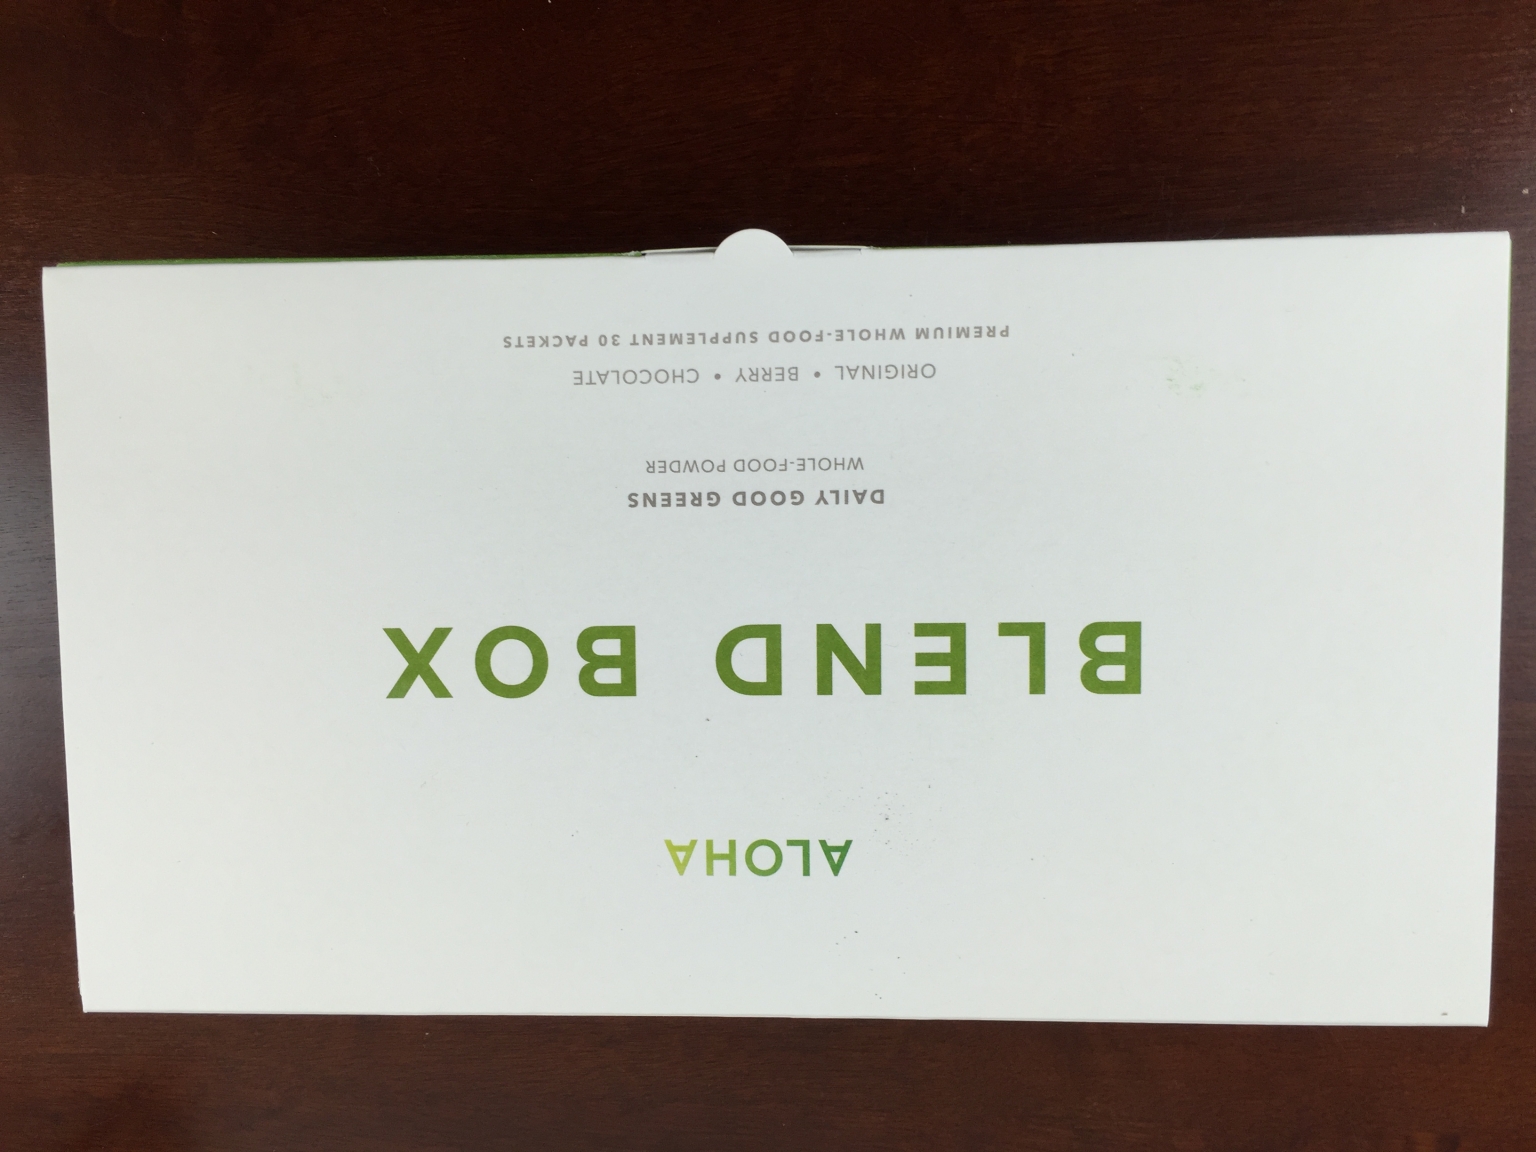 ALOHA
BLEND BOX
DAILY GOOD GREENS
WHOLE-FOOD POWDER
ORIGINAL • BERRY • CHOCOLATE
PREMIUM WHOLE-FOOD SUPPLEMENT 30 PACKETS